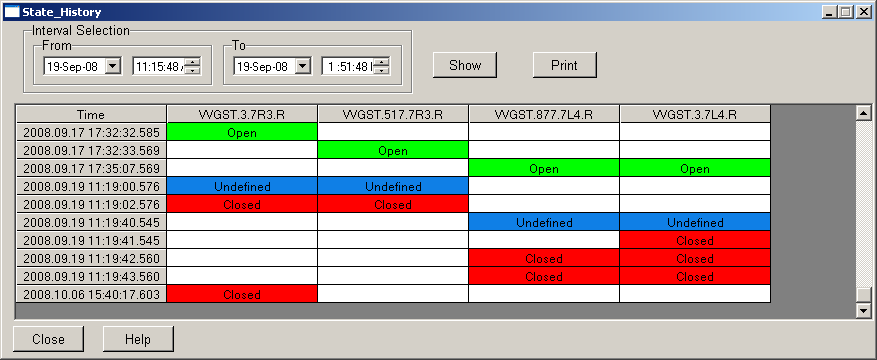 State_History
Interval Selection
From To
19-Sep-08 11:15:48 19-Sep-08 1 :51:48 Show Print
Time VVGST.3.7R3.R VVGST.517.7R3.R VVGST.877.7L4.R VVGST.3.7L4.R
2008.09.17 17:32:32.585 Open
2008.09.17 17:32:33.569 Open
2008.09.17 17:35:07.569 Open Open
2008.09.19 11:19:00.576 Undefined Undefined
2008.09.19 11:19:02.576 Closed Closed
2008.09.19 11:19:40.545 Undefined Undefined
2008.09.19 11:19:41.545 Closed
2008.09.19 11:19:42.560 Closed Closed
2008.09.19 11:19:43.560 Closed Closed
2008.10.06 15:40:17.603 Closed
Close Help